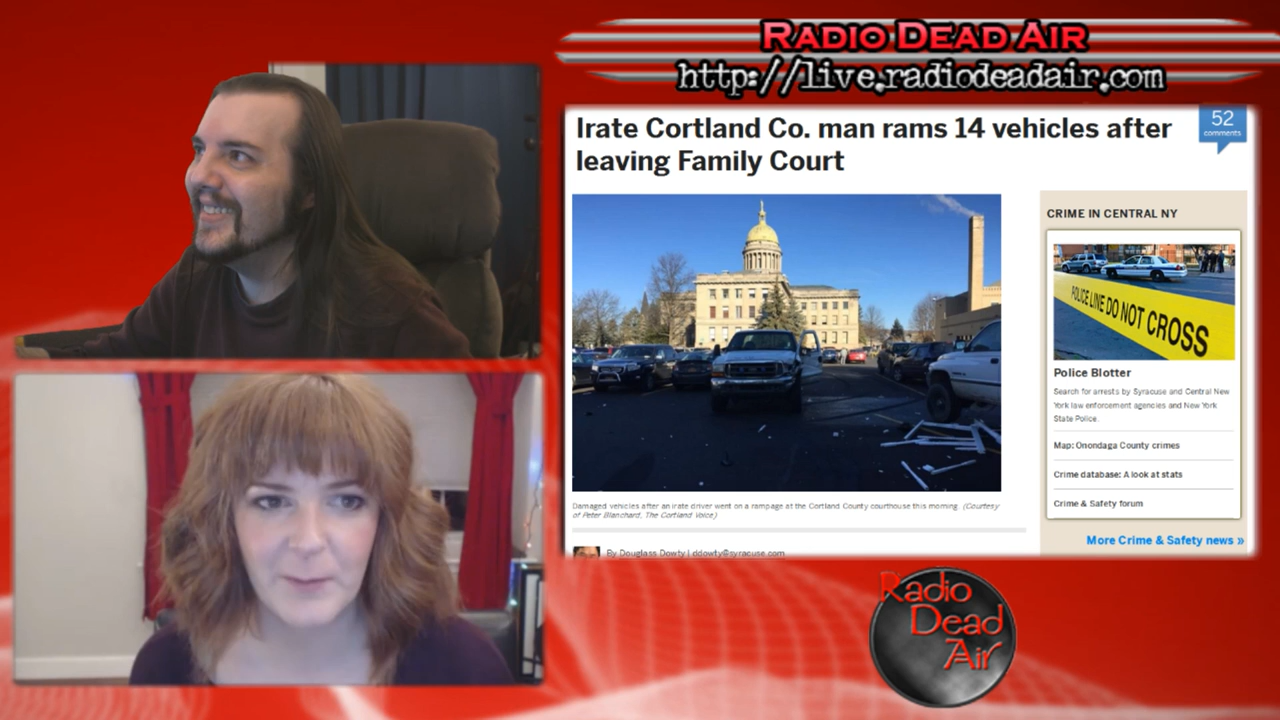 RADIO DEAD AIR
http://live.radiodeadair.com
Irate Cortland Co. man rams 14 vehicles after
leaving Family Court
52
comments
CRIME IN CENTRAL NY
POLICE LINE DO NOT CROSS
Police Blotter
Search for arrests by Syracuse and Central New
York law enforcement agencies and New York
State Police.
Map: Onondaga County crimes
Crime database: A look at stats
Crime & Safety forum
More Crime & Safety news »
Damaged vehicles after an irate driver went on a rampage at the Cortland County courthouse this morning. (Courtesy
of Peter Blanchard, The Cortland Voice)
By Douglass Dowty | ddowty@syracuse.com
Radio
Dead
Air